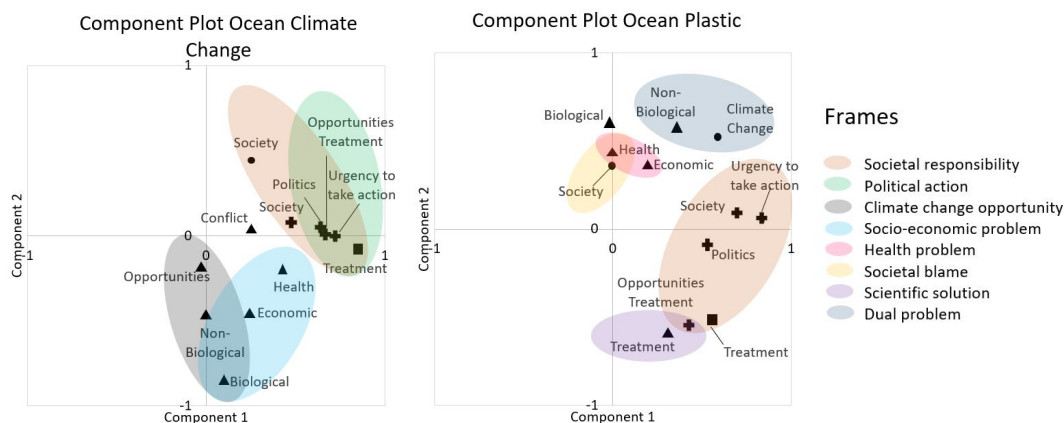 Component Plot Ocean Climate
Change
1
Component 2
Opportunities
Treatment
Society
Politics
Urgency to
take action
Society
Conflict
-1
0
1
Treatment
Opportunities
Health
Economic
Non-
Biological
Biological
-1
0
Component 1
Component Plot Ocean Plastic
1
Component 2
Non-
Biological
Climate
Change
Biological
Health
Economic
Urgency to
take action
Society
Society
-1
0
0
1
Politics
Opportunities
Treatment
Treatment
Treatment
-1
Component 1
Frames
Societal responsibility
Political action
Climate change opportunity
Socio-economic problem
Health problem
Societal blame
Scientific solution
Dual problem